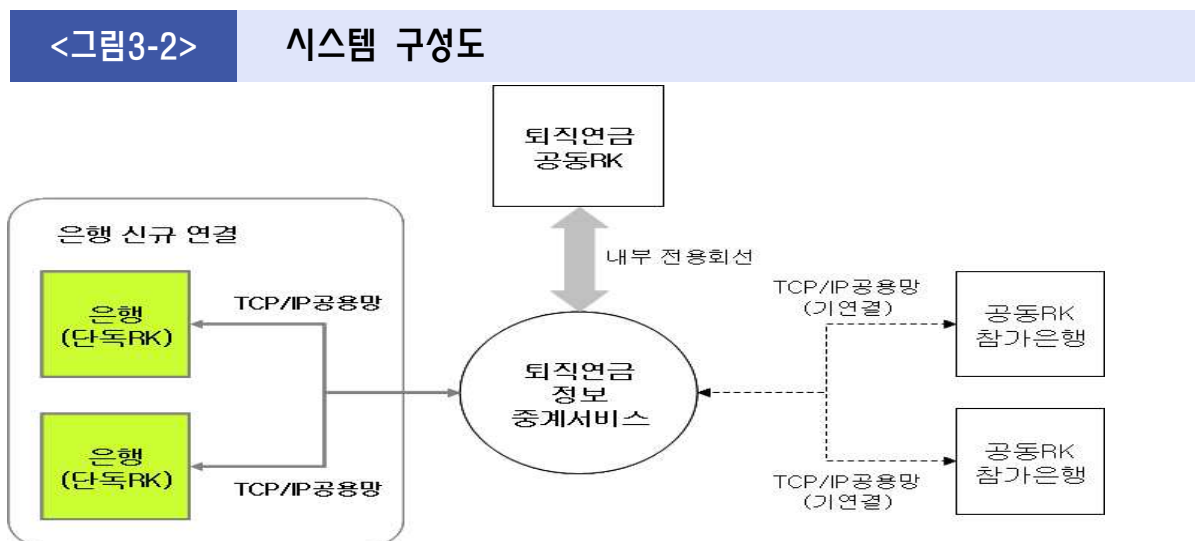 <그림3-2> 시스템 구성도
퇴직연금
공동RK
은행 신규 연결
내부 전용회선
은행
(단독RK)
TCP/IP공용망
은행
(단독RK)
TCP/IP공용망
퇴직연금
정보
중계서비스
TCP/IP공용망
(기연결)
공동RK
참가은행
TCP/IP공용망
(기연결)
공동RK
참가은행